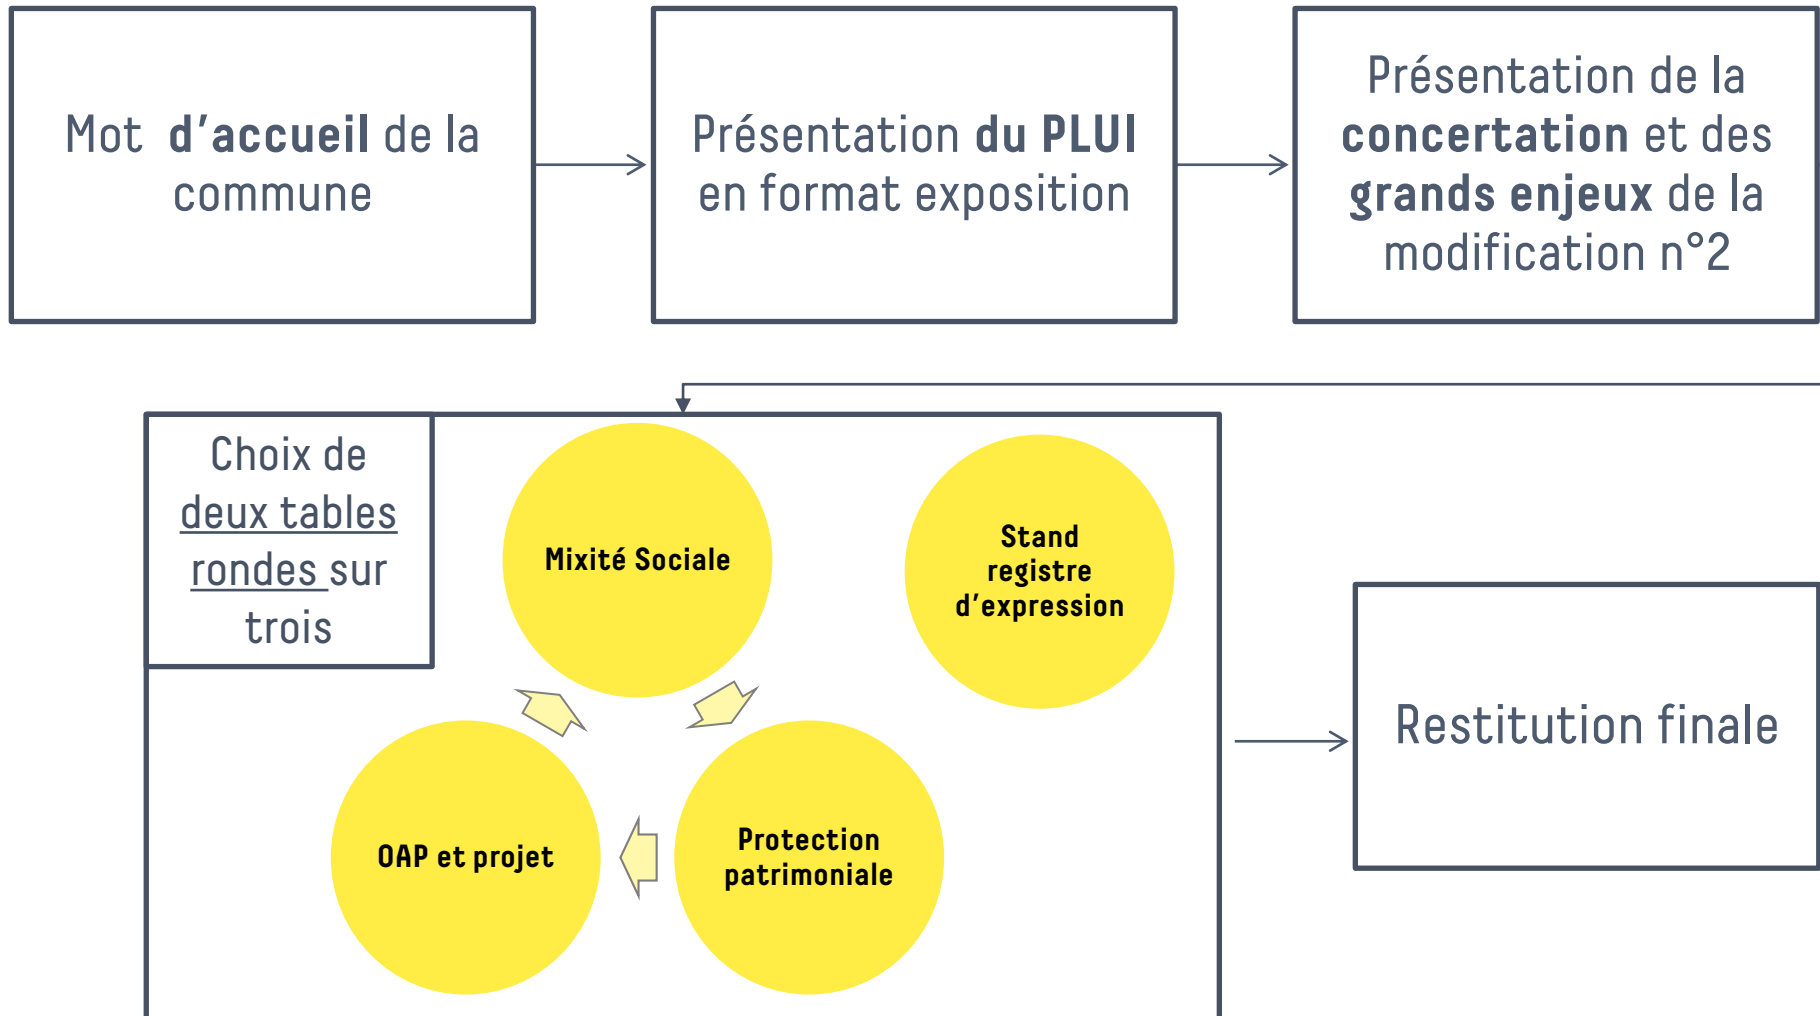 Mot d'accueil de la
commune
Présentation du PLUI
en format exposition
Présentation de la
concertation et des
grands enjeux de la
modification n°2
Choix de
deux tables
rondes sur
trois
Mixité Sociale
Stand
registre
d'expression
OAP et projet
Protection
patrimoniale
Restitution finale